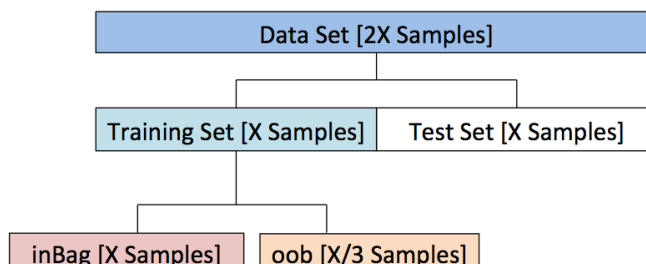 Data Set [2X Samples]
Training Set [X Samples]
Test Set [X Samples]
inBag [X Samples]
oob [X/3 Samples]